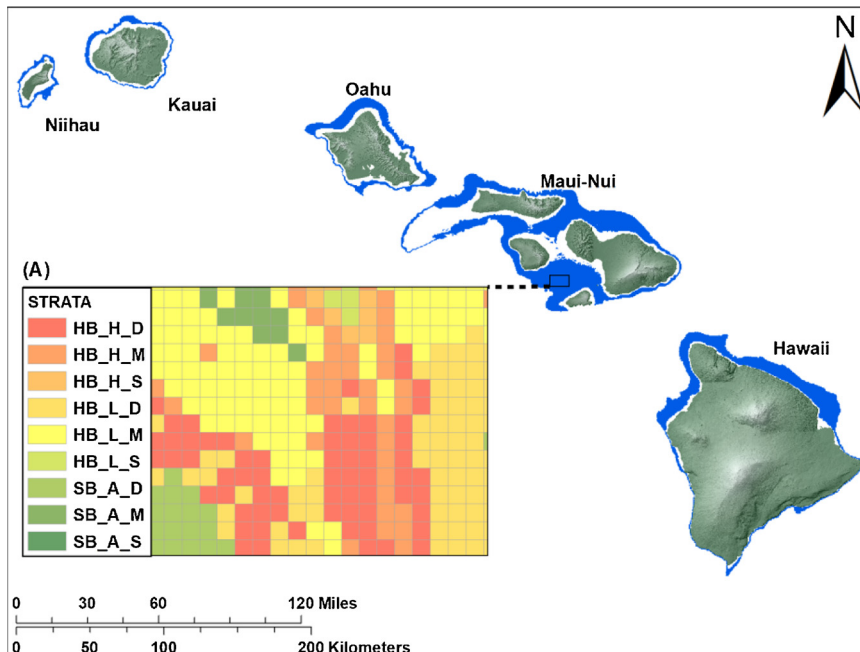 N
Oahu
Kauai
Niihau
Maui-Nui
(A)
STRATA
HB_H_D
HB_H_M
HB_H_S
HB_L_D
HB_L_M
HB_L_S
SB_A_D
SB_A_M
SB_A_S
Hawaii
0 30 60 120 Miles
0 50 100 200 Kilometers